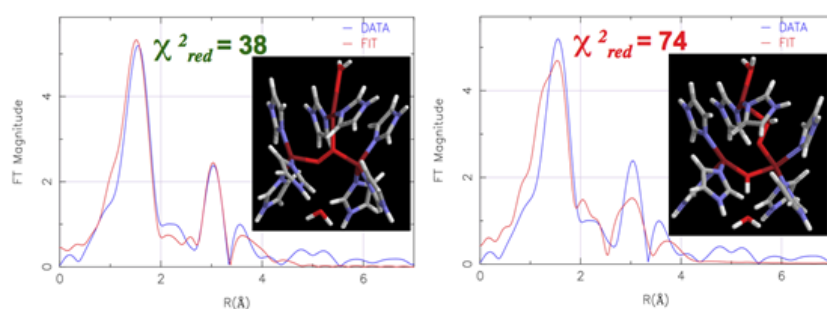 χ²red = 38
DATA
FIT
FT Magnitude
4
2
0
0
2
4
6
R(Å)
χ²red = 74
DATA
FIT
FT Magnitude
4
2
0
0
2
4
6
R(Å)